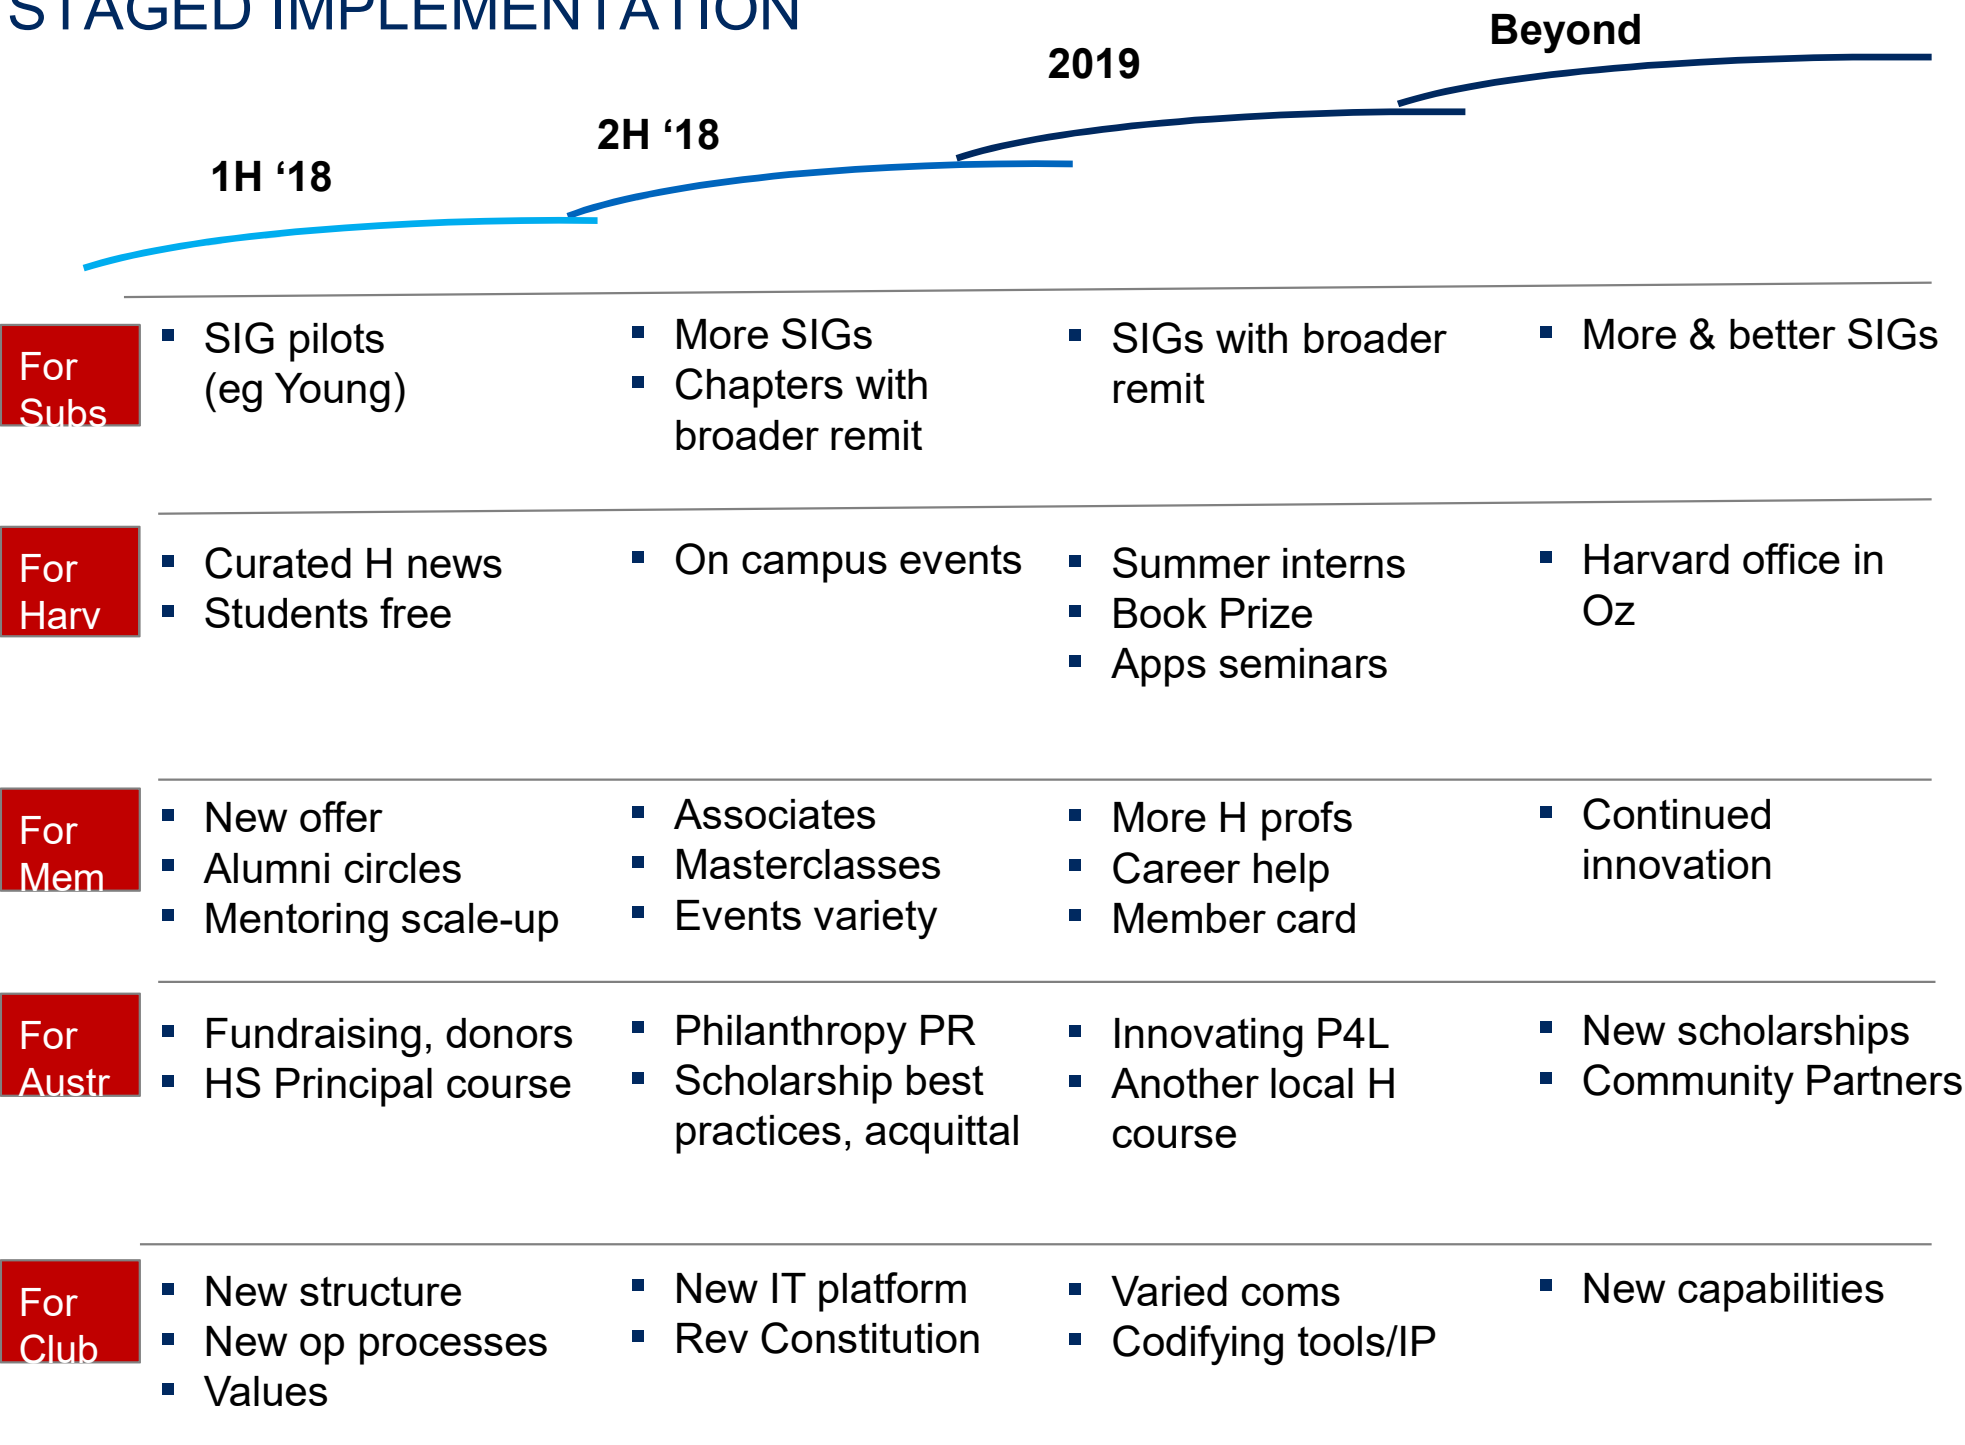 STAGED IMPLEMENTATION
Beyond
2019
2H ‘18
1H ‘18
For
Subs
SIG pilots
(eg Young)
More SIGs
Chapters with
broader remit
SIGs with broader
remit
More & better SIGs
For
Harv
Curated H news
Students free
On campus events
Summer interns
Book Prize
Apps seminars
Harvard office in
Oz
For
Mem
New offer
Alumni circles
Mentoring scale-up
Associates
Masterclasses
Events variety
More H profs
Career help
Member card
Continued
innovation
For
Austr
Fundraising, donors
HS Principal course
Philanthropy PR
Scholarship best
practices, acquittal
Innovating P4L
Another local H
course
New scholarships
Community Partners
For
Club
New structure
New op processes
Values
New IT platform
Rev Constitution
Varied coms
Codifying tools/IP
New capabilities